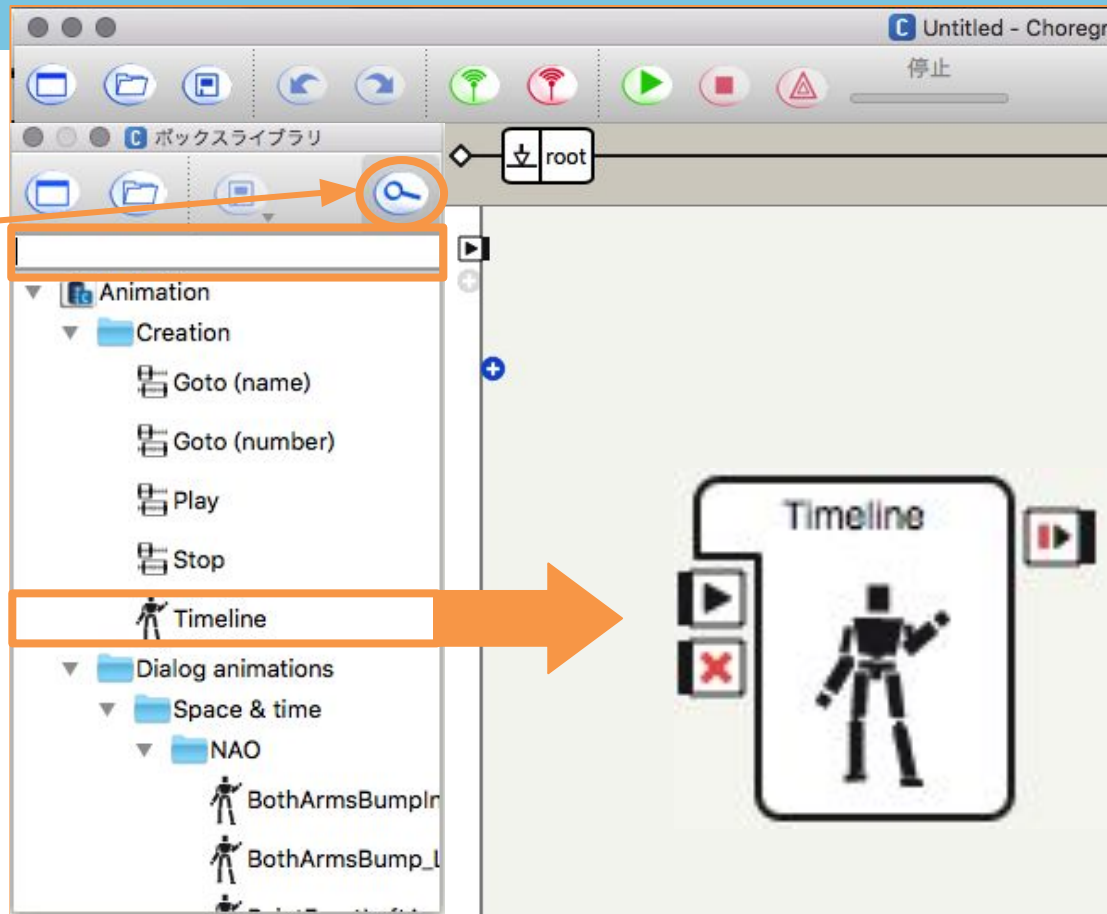 Untitled - Choregr
停止
ボックスライブラリ
root
Animation
Creation
Goto (name)
Goto (number)
Play
Stop
Timeline
Timeline
Dialog animations
Space & time
NAO
BothArmsBumpIn
BothArmsBump_L